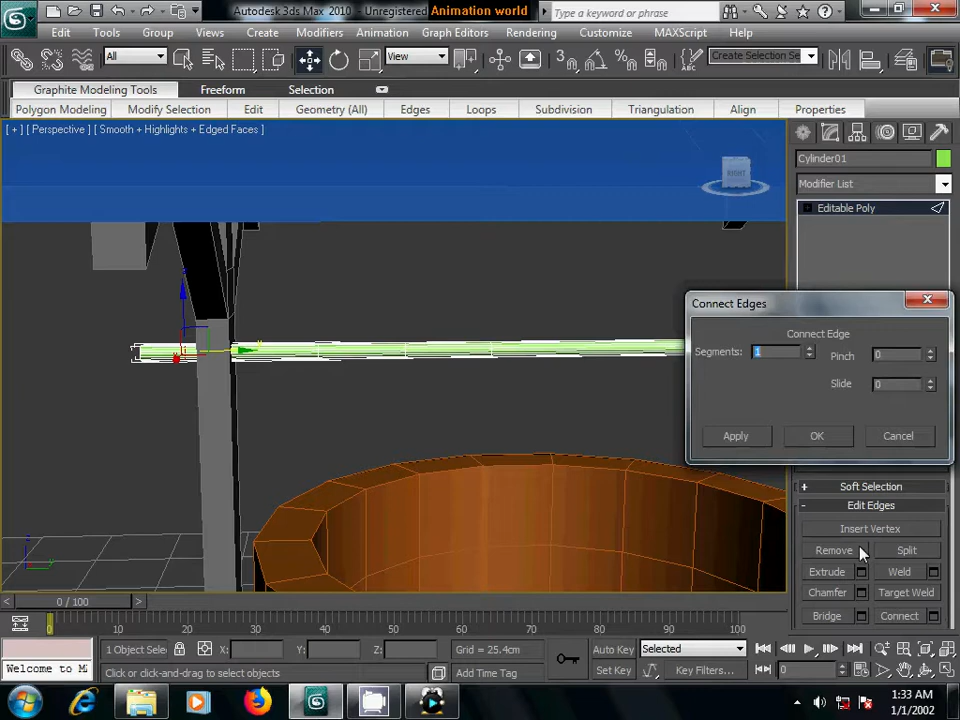 Autodesk 3ds Max 2010 - Unregistered Animation world Type a keyword or phrase
Edit Tools Group Views Create Modifiers Animation Graph Editors Rendering Customize MAXScript Help
All View 3 Create Selection Se
Graphite Modeling Tools Freeform Selection
Polygon Modeling Modify Selection Edit Geometry (All) Edges Loops Subdivision Triangulation Align Properties
[ + ] [ Perspective ] [ Smooth + Highlights + Edged Faces ]
RIGHT
Cylinder01
Modifier List
Editable Poly
Connect Edges
Connect Edge
Segments: 1 Pinch 0
Slide 0
Apply OK Cancel
+ Soft Selection
- Edit Edges
Insert Vertex
Remove Split
Extrude Weld
Chamfer Target Weld
Bridge Connect
< 0 / 100 >
0 10 20 30 40 50 60 70 80 90 100
1 Object Sele X: Y: Z: Grid = 25.4cm Auto Key Selected
Welcome to M Click or click-and-drag to select objects Add Time Tag Set Key Key Filters... 0
1:33 AM
1/1/2002